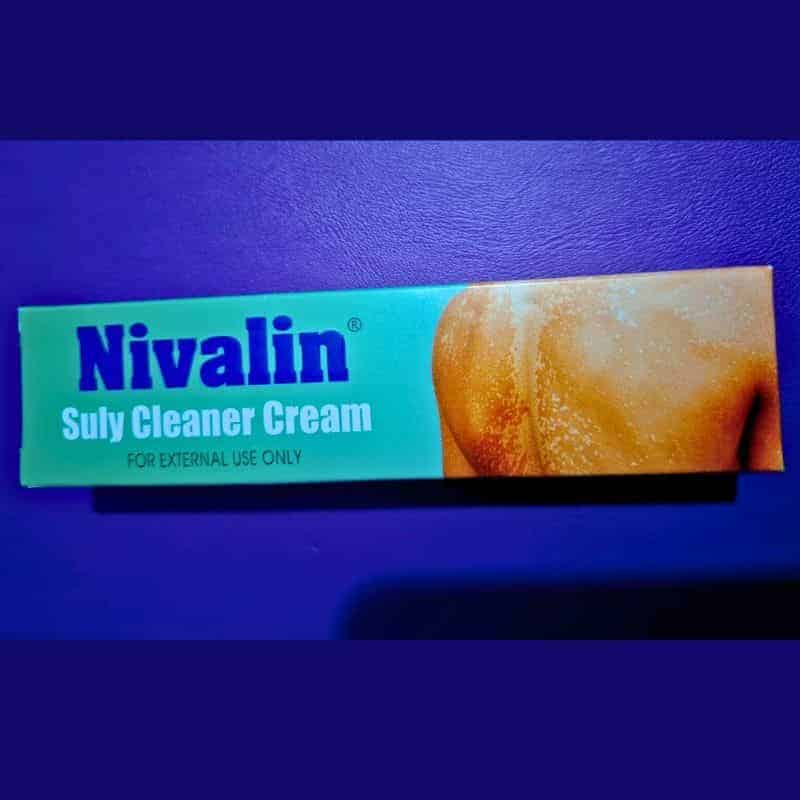 Nivalin®
Suly Cleaner Cream
FOR EXTERNAL USE ONLY